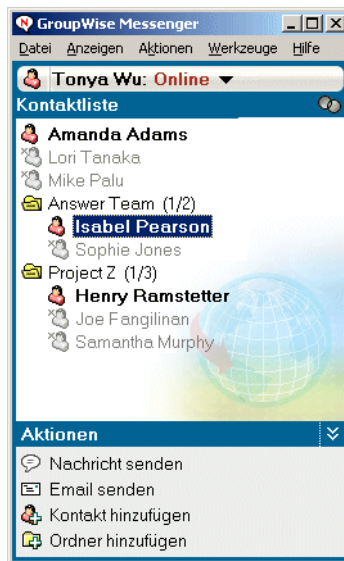 GroupWise Messenger
Datei Anzeigen Aktionen Werkzeuge Hilfe
Tonya Wu: Online
Kontaktliste
Amanda Adams
Lori Tanaka
Mike Palu
Answer Team (1/2)
Isabel Pearson
Sophie Jones
Project Z (1/3)
Henry Ramstetter
Joe Fangilinan
Samantha Murphy
Aktionen
Nachricht senden
Email senden
Kontakt hinzufügen
Ordner hinzufügen